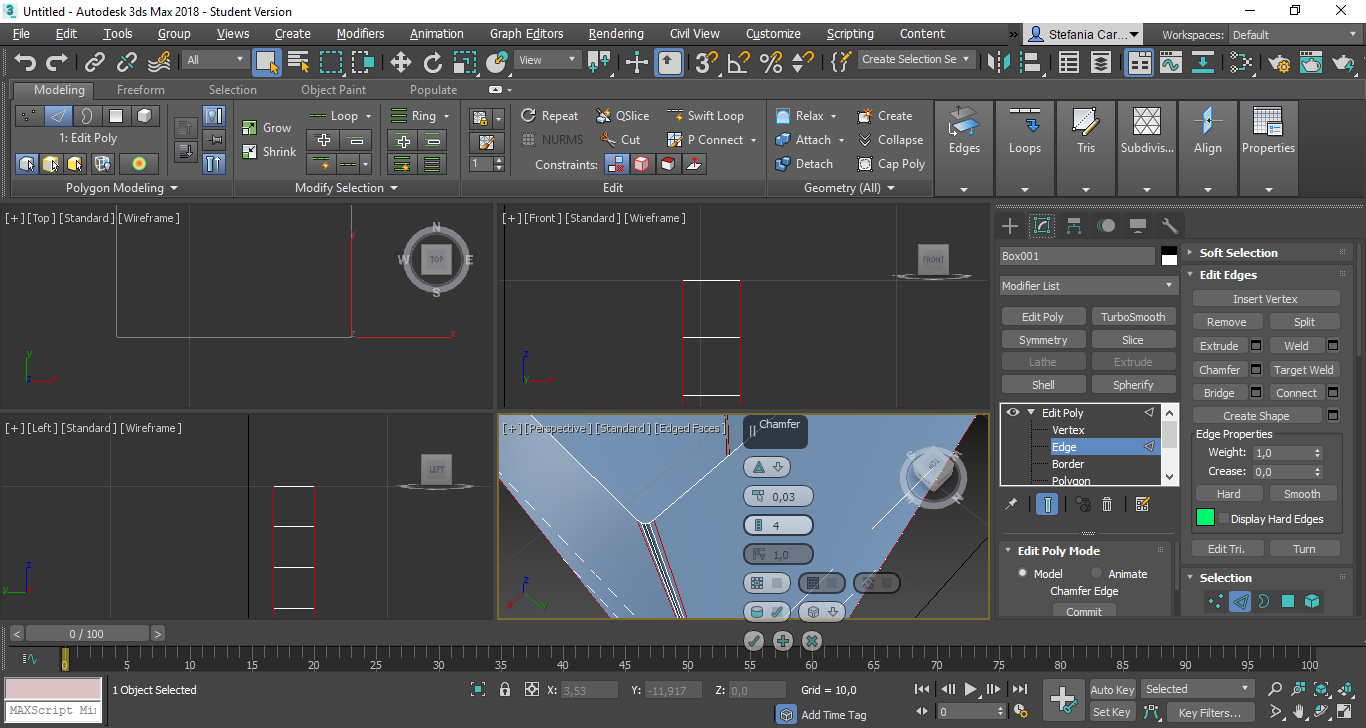 Untitled - Autodesk 3ds Max 2018 - Student Version
File Edit Tools Group Views Create Modifiers Animation Graph Editors Rendering Civil View Customize Scripting Content » Stefania Car... Workspaces: Default
All View Create Selection Se
Modeling Freeform Selection Object Paint Populate
1: Edit Poly
Polygon Modeling
Grow
Shrink
Loop
Ring
Modify Selection
1
Repeat QSlice Swift Loop
NURMS Cut P Connect
Constraints:
Edit
Relax Create
Attach Collapse
Detach Cap Poly
Geometry (All)
Edges Loops Tris Subdivis... Align Properties
[+] [Top] [Standard] [Wireframe]
N
W TOP E
S
y
z x
y
z x
[+] [Front] [Standard] [Wireframe]
FRONT
z
y x
[+] [Left] [Standard] [Wireframe]
LEFT
z
y
[+] [Perspective] [Standard] [Edged Faces]
z
x y
Chamfer
0,03
4
1,0
Box001
Modifier List
Edit Poly TurboSmooth
Symmetry Slice
Lathe Extrude
Shell Spherify
Edit Poly
Vertex
Edge
Border
Polygon
Edit Poly Mode
Model Animate
Chamfer Edge
Commit
Soft Selection
Edit Edges
Insert Vertex
Remove Split
Extrude Weld
Chamfer Target Weld
Bridge Connect
Create Shape
Edge Properties
Weight: 1,0
Crease: 0,0
Hard Smooth
Display Hard Edges
Edit Tri. Turn
Selection
< 0 / 100 >
0 5 10 15 20 25 30 35 40 45 50 55 60 65 70 75 80 85 90 95 100
MAXScript Mi
1 Object Selected
X: 3,53 Y: -11,917 Z: 0,0 Grid = 10,0
Add Time Tag
0
Auto Key Selected
Set Key Key Filters...